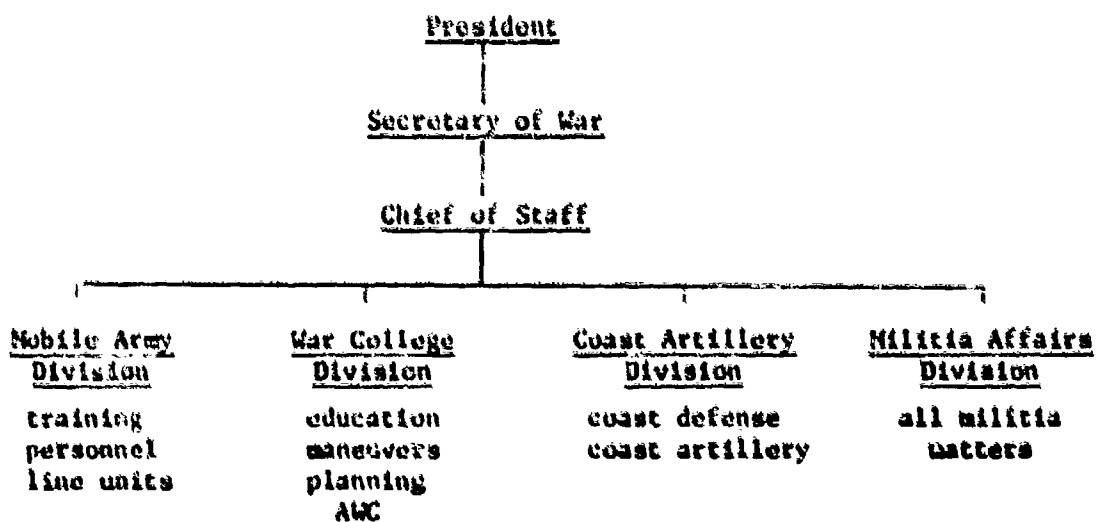 President
Secretary of War
Chief of Staff
Mobile Army
Division
training
personnel
line units
War College
Division
education
maneuvers
planning
AWC
Coast Artillery
Division
coast defense
coast artillery
Militia Affairs
Division
all militia
matters